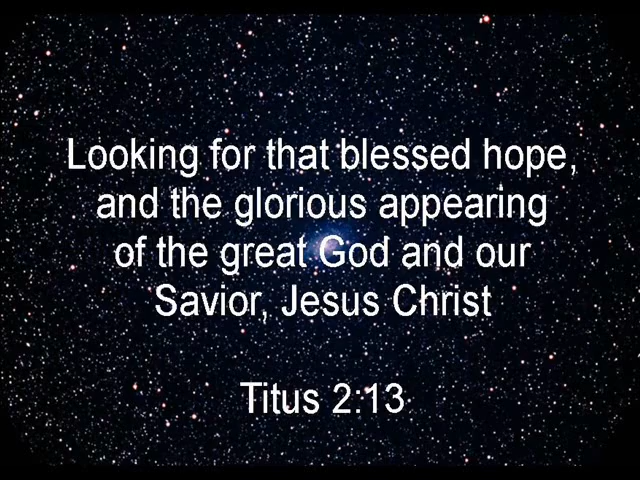 Looking for that blessed hope,
and the glorious appearing
of the great God and our
Savior, Jesus Christ
Titus 2:13